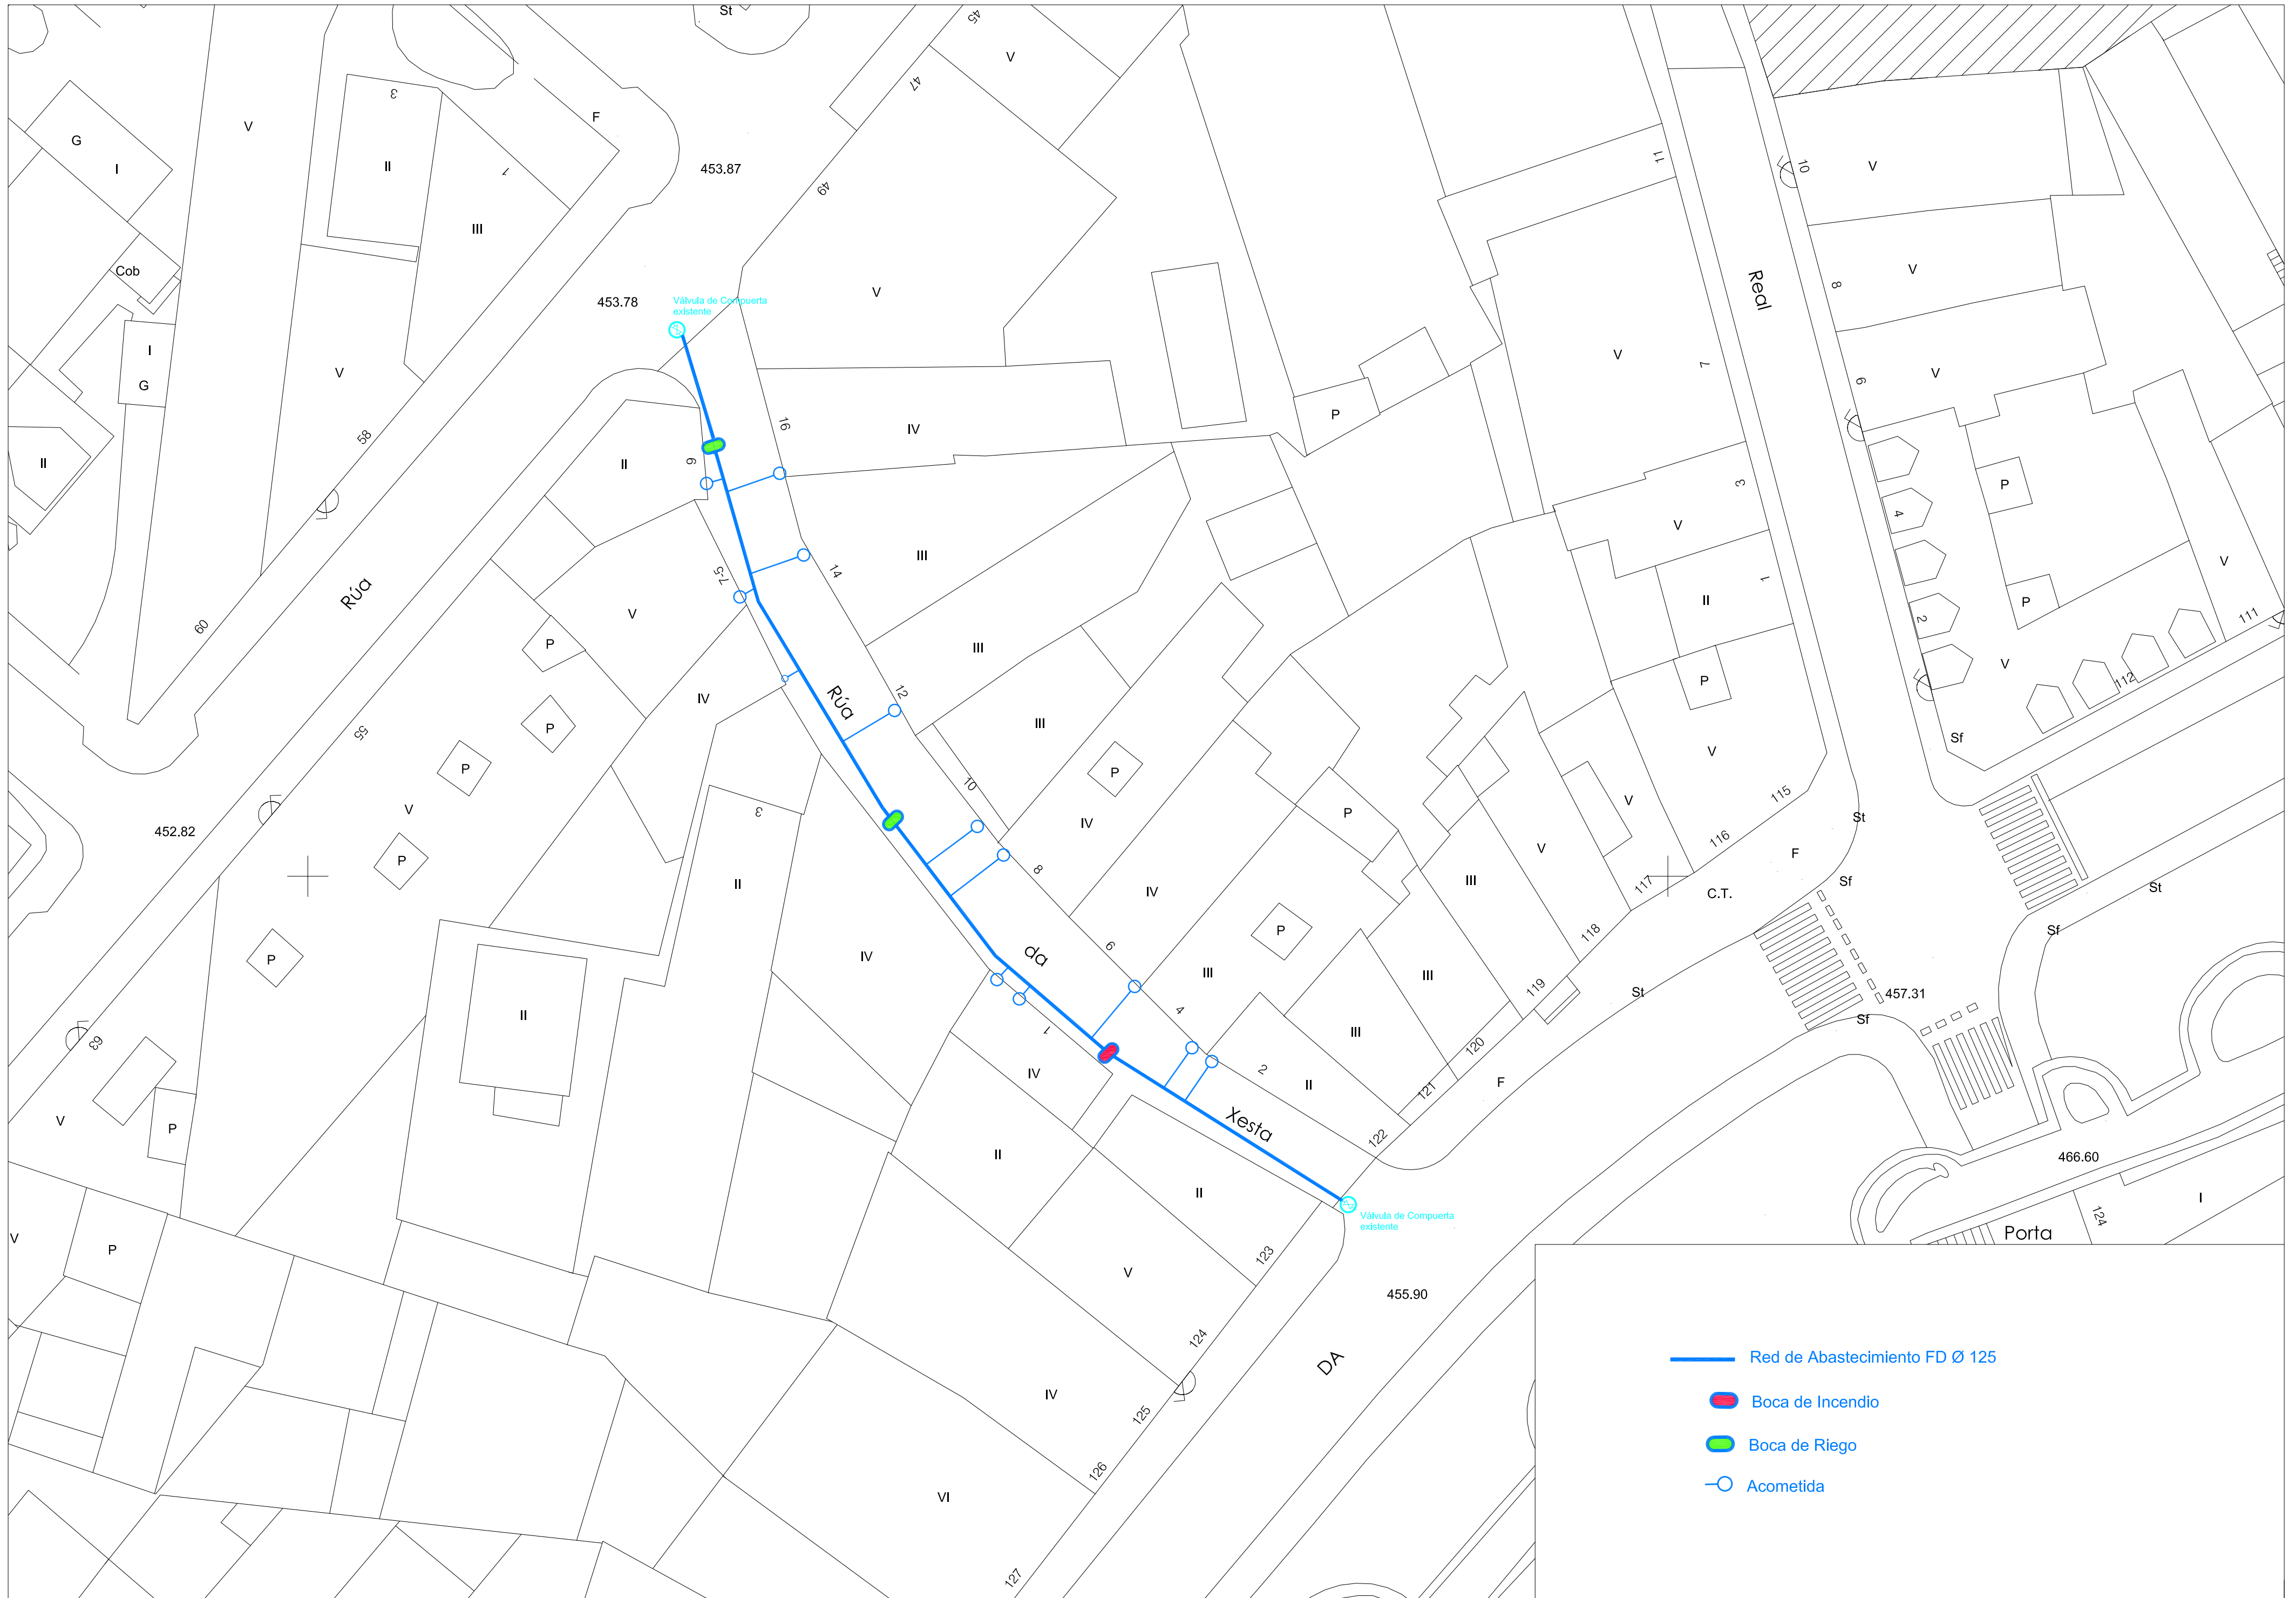 St
45
V
47
3
F
V
G
I
II
1
III
453.87
49
11
10
V
Cob
453.78
Válvula de Compuerta
existente
V
Real
8
V
I
G
V
V
7
6
V
58
16
IV
P
II
II
9
3
V
P
4
14
III
7-5
V
1
II
P
2
V
111
60
Rúa
V
P
III
IV
Rúa
12
P
V
112
55
P
III
P
10
V
Sf
P
V
3
IV
P
V
115
St
452.82
116
F
P
II
8
IV
III
V
117
C.T.
Sf
St
IV
da
6
P
118
Sf
P
III
III
119
St
457.31
II
4
Sf
63
1
IV
III
120
2
II
F
V
P
Xesta
121
122
II
466.60
II
I
V
P
Válvula de Compuerta
existente
124
Porta
123
V
455.90
124
DA
IV
125
126
VI
127
Red de Abastecimiento FD Ø 125
Boca de Incendio
Boca de Riego
Acometida